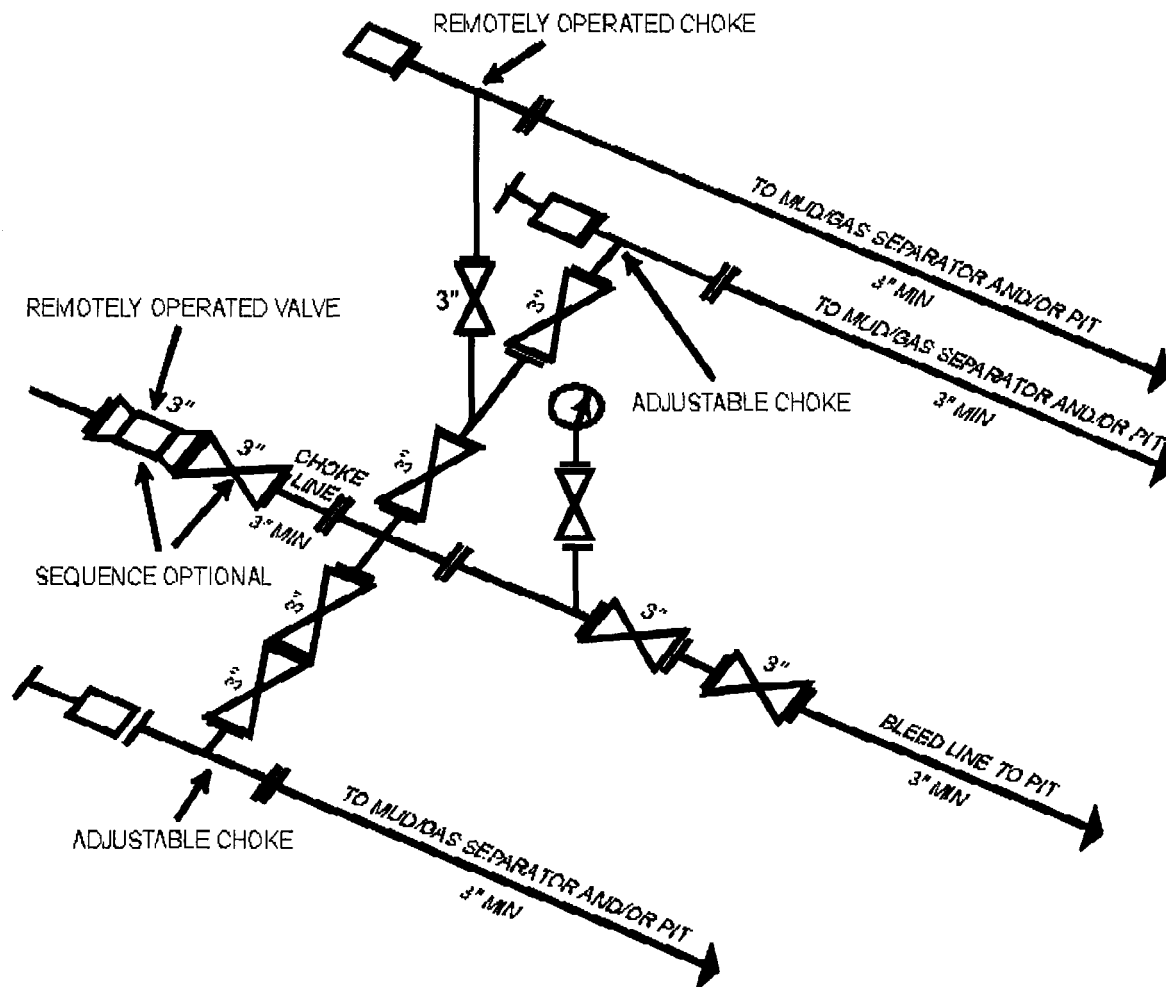 REMOTELY OPERATED CHOKE
TO MUD/GAS SEPARATOR AND/OR PIT
3" MIN
TO MUD/GAS SEPARATOR AND/OR PIT
3" MIN
3"
3"
REMOTELY OPERATED VALVE
ADJUSTABLE CHOKE
3"
3"
CHOKE
LINE
3"
3" MIN
SEQUENCE OPTIONAL
3"
3"
3"
3"
BLEED LINE TO PIT
3" MIN
ADJUSTABLE CHOKE
TO MUD/GAS SEPARATOR AND/OR PIT
3" MIN